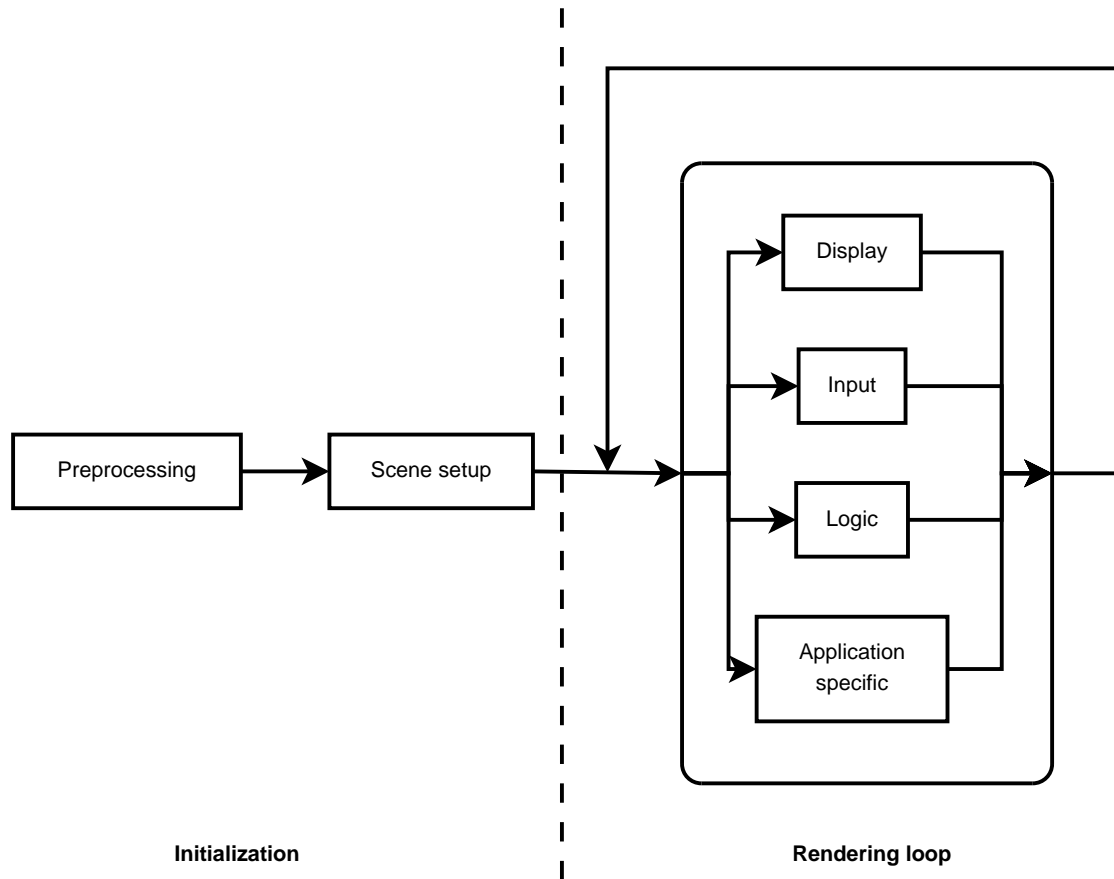 Preprocessing
Scene setup
Display
Input
Logic
Application
specific
Initialization
Rendering loop